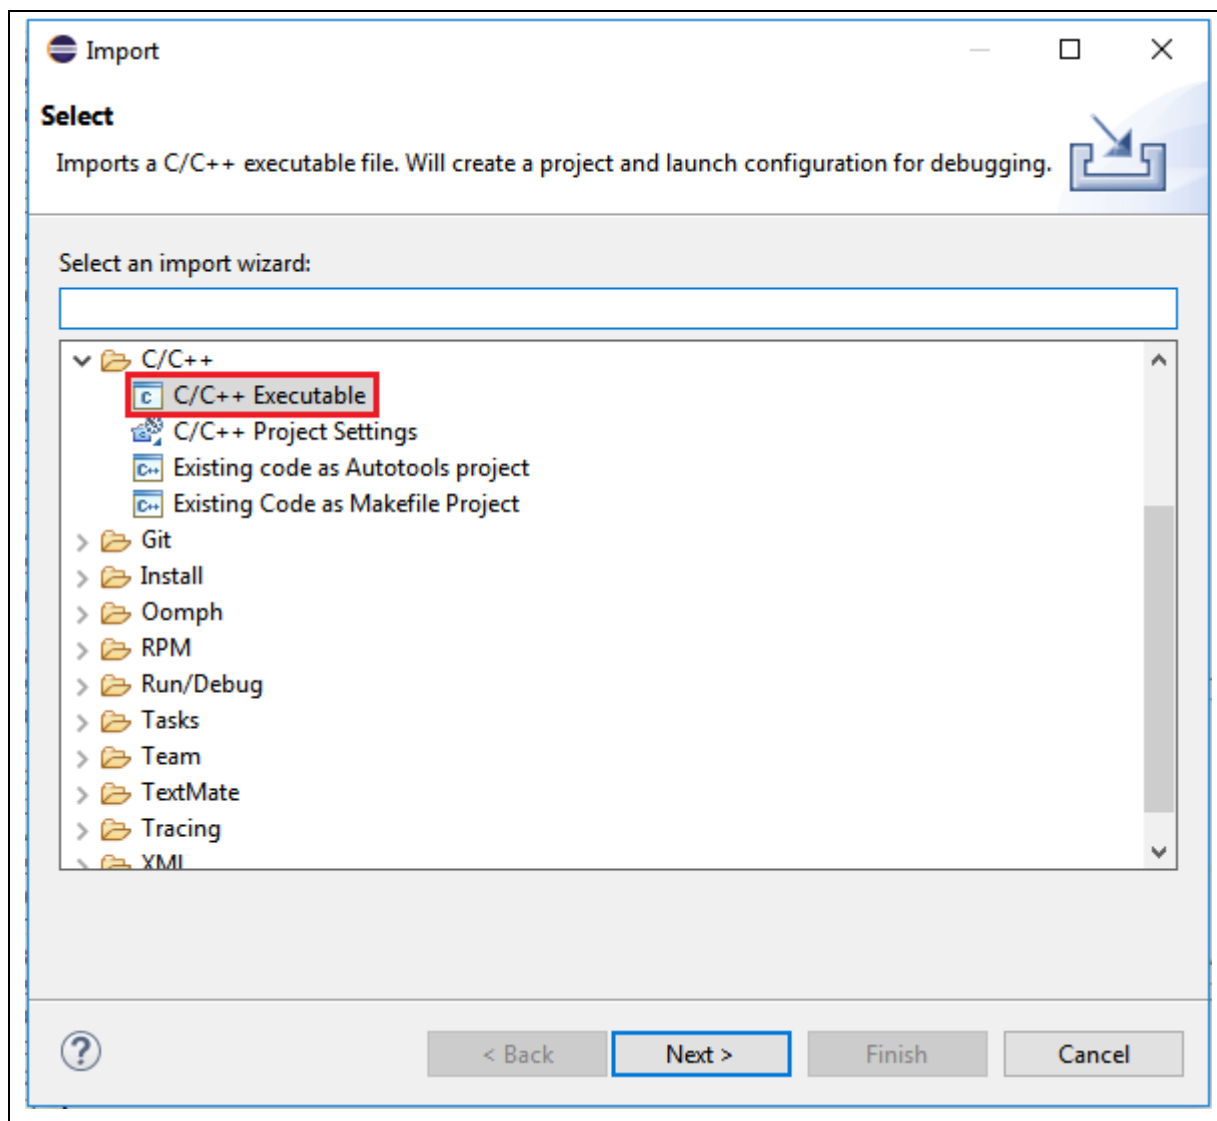 Import
Select
Imports a C/C++ executable file. Will create a project and launch configuration for debugging.
Select an import wizard:
C/C++
C/C++ Executable
C/C++ Project Settings
Existing code as Autotools project
Existing Code as Makefile Project
Git
Install
Oomph
RPM
Run/Debug
Tasks
Team
TextMate
Tracing
XML
< Back
Next >
Finish
Cancel